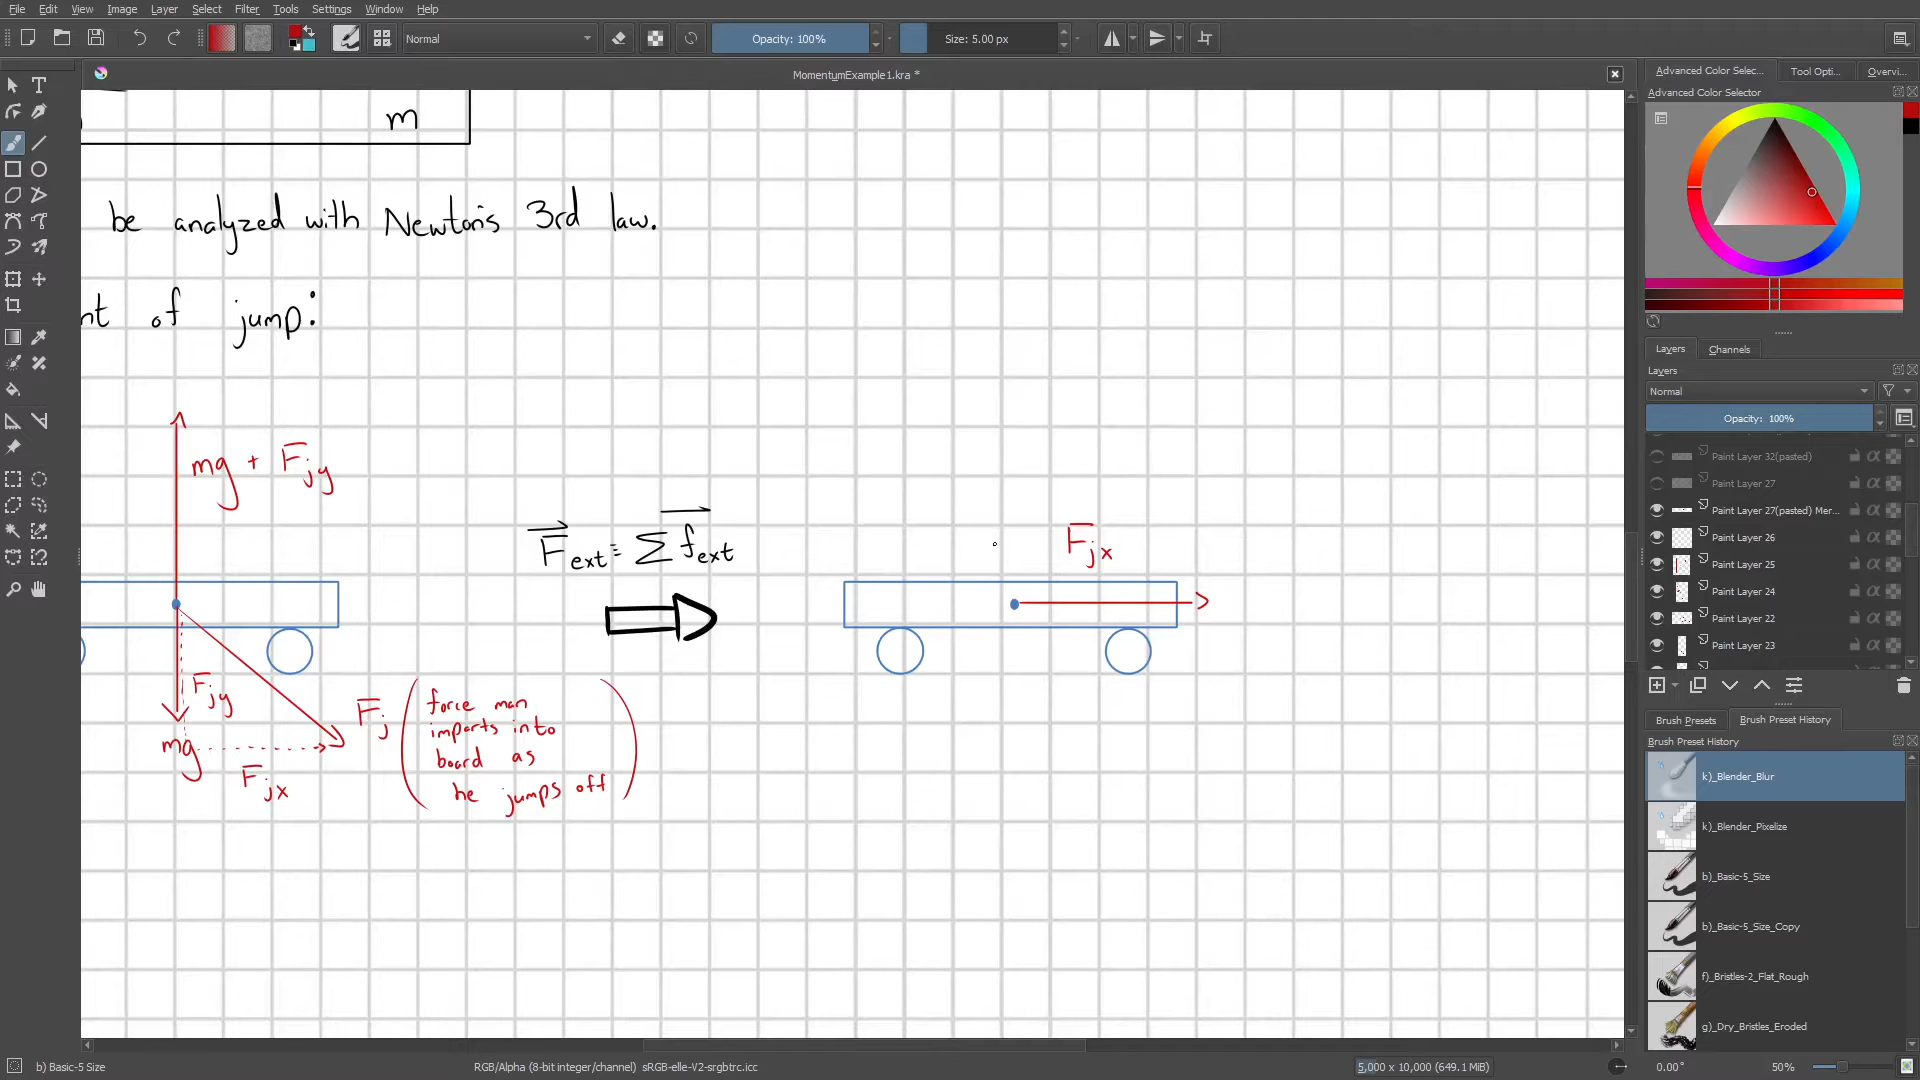 File Edit View Image Layer Select Filter Tools Settings Window Help
Normal
Opacity: 100%
Size: 5.00 px
MomentumExample1.kra *
m
be analyzed with Newton's 3rd law.
nt of jump:
mg + Fjy
Fext = ∑ fext
Fjx
Fjy
mg
Fjx
Fj
force man
imparts into
board as
he jumps off
Advanced Color Selec... Tool Opti... Overvi...
Advanced Color Selector
Layers Channels
Layers
Normal
Opacity: 100%
Paint Layer 32(pasted)
Paint Layer 27
Paint Layer 27(pasted) Mer...
Paint Layer 26
Paint Layer 25
Paint Layer 24
Paint Layer 22
Paint Layer 23
Brush Presets Brush Preset History
Brush Preset History
k)_Blender_Blur
k)_Blender_Pixelize
b)_Basic-5_Size
b)_Basic-5_Size_Copy
f)_Bristles-2_Flat_Rough
g)_Dry_Bristles_Eroded
b) Basic-5 Size
RGB/Alpha (8-bit integer/channel) sRGB-elle-V2-srgbtrc.icc
5,000 x 10,000 (649.1 MiB)
0.00°
50%